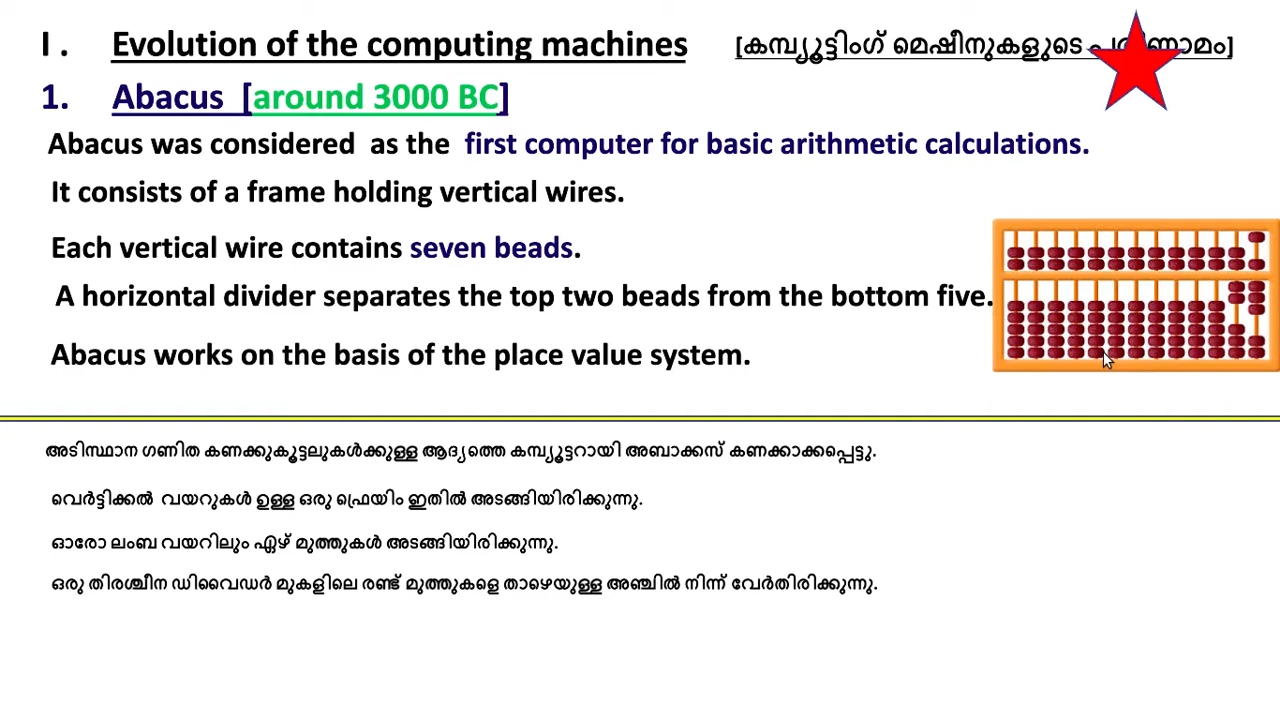 I . Evolution of the computing machines [കമ്പ്യൂട്ടിംഗ് മെഷീനുകളുടെ
1. Abacus [around 3000 BC]
Abacus was considered as the first computer for basic arithmetic calculations.
It consists of a frame holding vertical wires.
Each vertical wire contains seven beads.
A horizontal divider separates the top two beads from the bottom five.
Abacus works on the basis of the place value system.
അടിസ്ഥാന ഗണിത കണക്കുകൂട്ടലുകൾക്കുള്ള ആദ്യത്തെ കമ്പ്യൂട്ടറായി അബാക്കസ് കണക്കാക്കപ്പെട്ടു.
വെർട്ടിക്കൽ വയറുകൾ ഉള്ള ഒരു ഫ്രെയിം ഇതിൽ അടങ്ങിയിരിക്കുന്നു.
ഓരോ ലംബ വയറിലും ഏഴ് മുത്തുകൾ അടങ്ങിയിരിക്കുന്നു.
ഒരു തിരശ്ചീന ഡിവൈഡർ മുകളിലെ രണ്ട് മുത്തുകളെ താഴെയുള്ള അഞ്ചിൽ നിന്ന് വേർതിരിക്കുന്നു.